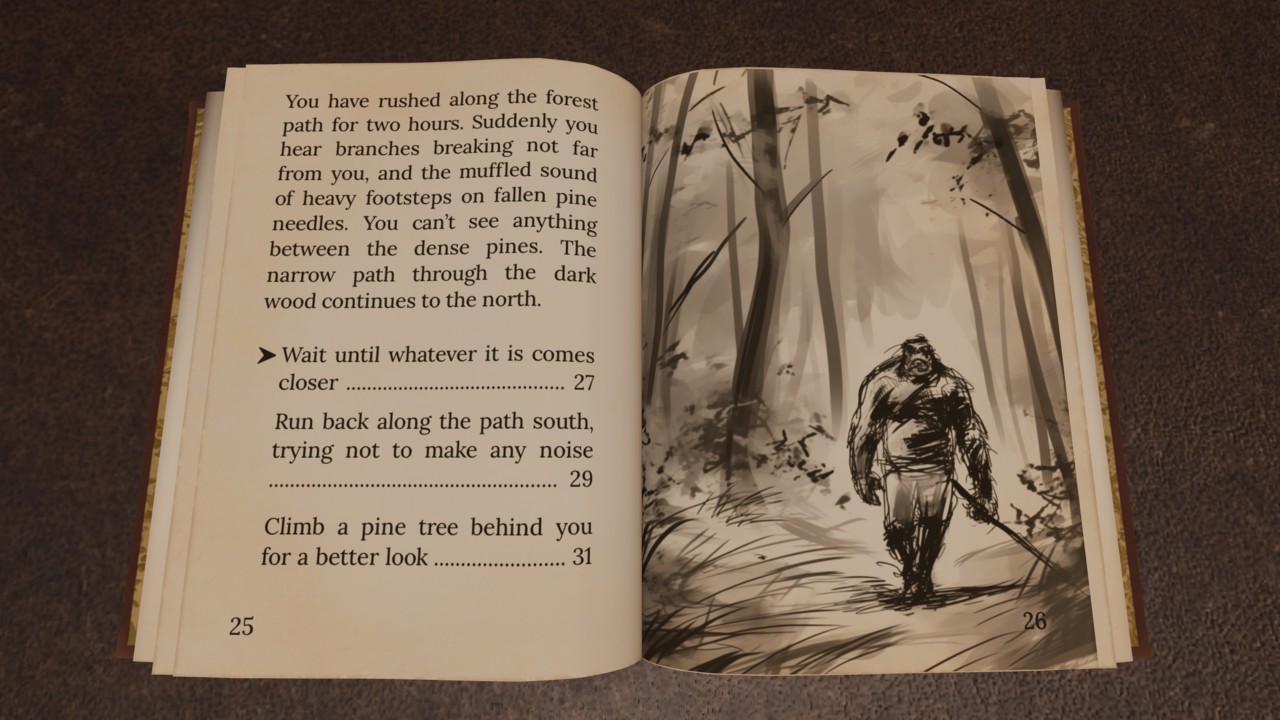 You have rushed along the forest
path for two hours. Suddenly you
hear branches breaking not far
from you, and the muffled sound
of heavy footsteps on fallen pine
needles. You can't see anything
between the dense pines. The
narrow path through the dark
wood continues to the north.
➤ Wait until whatever it is comes
closer ........................................ 27
Run back along the path south,
trying not to make any noise
..................................................... 29
Climb a pine tree behind you
for a better look ........................ 31
25
26